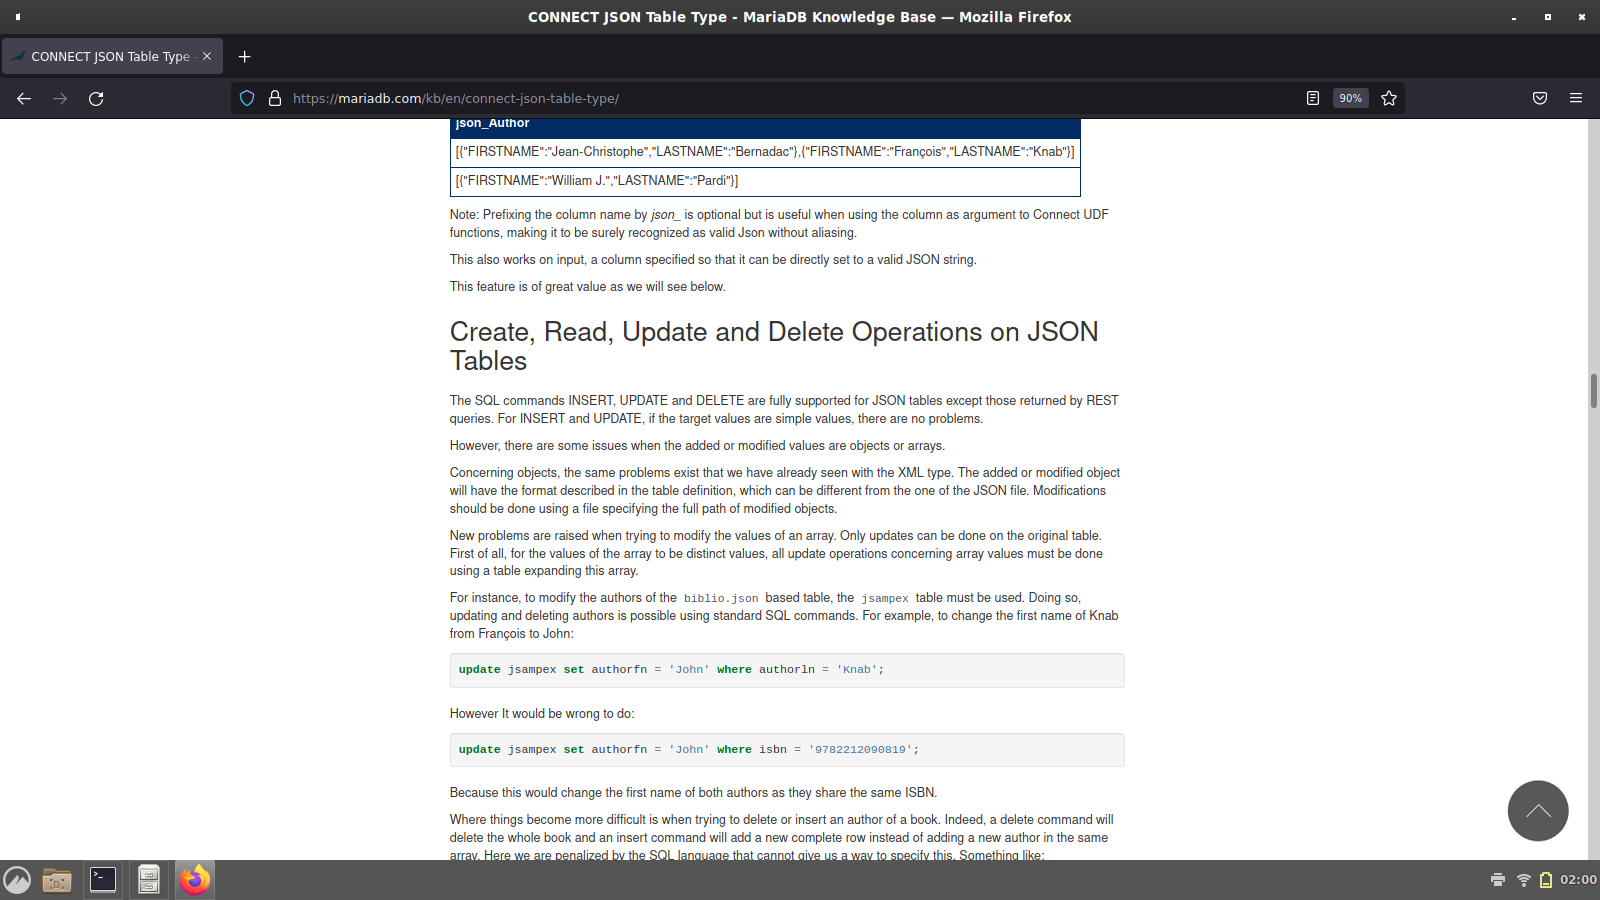 CONNECT JSON Table Type - MariaDB Knowledge Base — Mozilla Firefox
CONNECT JSON Table Type -
https://mariadb.com/kb/en/connect-json-table-type/
90%
json_Author
[{"FIRSTNAME":"Jean-Christophe","LASTNAME":"Bernadac"},{"FIRSTNAME":"François","LASTNAME":"Knab"}]
[{"FIRSTNAME":"William J.","LASTNAME":"Pardi"}]
Note: Prefixing the column name by json_ is optional but is useful when using the column as argument to Connect UDF
functions, making it to be surely recognized as valid Json without aliasing.
This also works on input, a column specified so that it can be directly set to a valid JSON string.
This feature is of great value as we will see below.
Create, Read, Update and Delete Operations on JSON
Tables
The SQL commands INSERT, UPDATE and DELETE are fully supported for JSON tables except those returned by REST
queries. For INSERT and UPDATE, if the target values are simple values, there are no problems.
However, there are some issues when the added or modified values are objects or arrays.
Concerning objects, the same problems exist that we have already seen with the XML type. The added or modified object
will have the format described in the table definition, which can be different from the one of the JSON file. Modifications
should be done using a file specifying the full path of modified objects.
New problems are raised when trying to modify the values of an array. Only updates can be done on the original table.
First of all, for the values of the array to be distinct values, all update operations concerning array values must be done
using a table expanding this array.
For instance, to modify the authors of the biblio.json based table, the jsampex table must be used. Doing so,
updating and deleting authors is possible using standard SQL commands. For example, to change the first name of Knab
from François to John:
update jsampex set authorfn = 'John' where authorln = 'Knab';
However It would be wrong to do:
update jsampex set authorfn = 'John' where isbn = '9782212090819';
Because this would change the first name of both authors as they share the same ISBN.
Where things become more difficult is when trying to delete or insert an author of a book. Indeed, a delete command will
delete the whole book and an insert command will add a new complete row instead of adding a new author in the same
array. Here we are penalized by the SQL language that cannot give us a way to specify this. Something like:
02:00